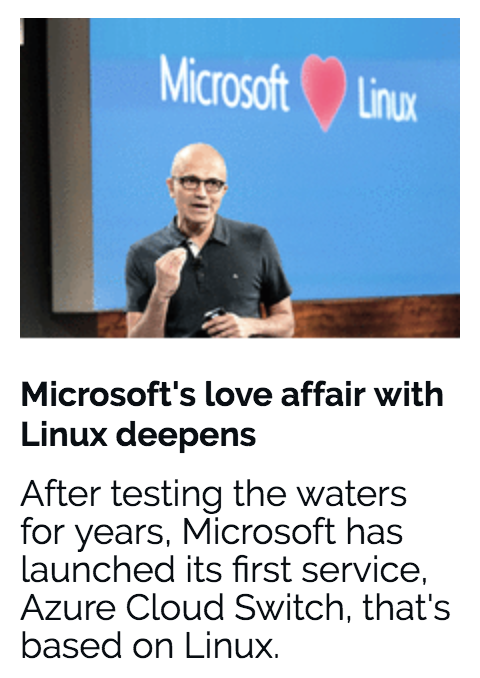 Microsoft ❤ Linux
Microsoft's love affair with
Linux deepens
After testing the waters
for years, Microsoft has
launched its first service,
Azure Cloud Switch, that's
based on Linux.